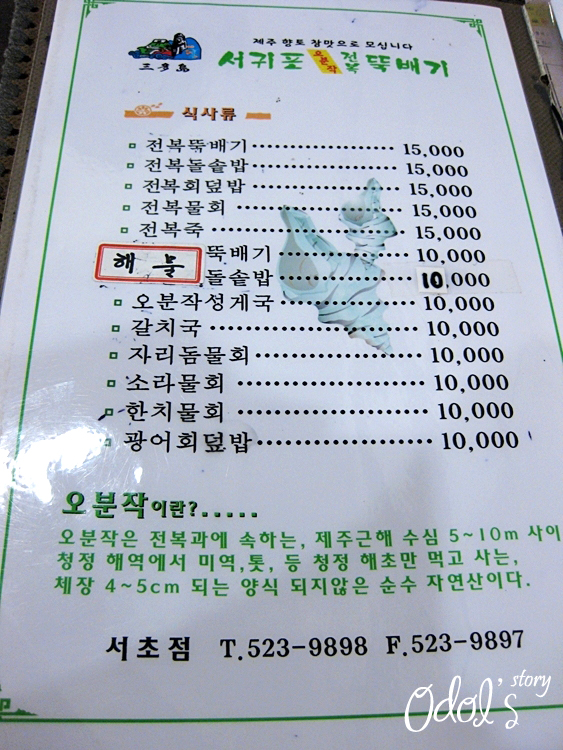 제주 향토 참맛으로 모십니다
三多島
서귀포 오분작 전복 뚝배기
식사류
전복뚝배기 15,000
전복돌솥밥 15,000
전복회덮밥 15,000
전복물회 15,000
전복죽 15,000
해물 뚝배기 10,000
돌솥밥 10,000
오분작성게국 10,000
갈치국 10,000
자리돔물회 10,000
소라물회 10,000
한치물회 10,000
광어회덮밥 10,000
오분작이란?.....
오분작은 전복과에 속하는, 제주근해 수심 5~10m 사이
청정 해역에서 미역,톳, 등 청정 해초만 먹고 사는,
체장 4~5cm 되는 양식 되지않은 순수 자연산이다.
서초점 T.523-9898 F.523-9897
Odol's story